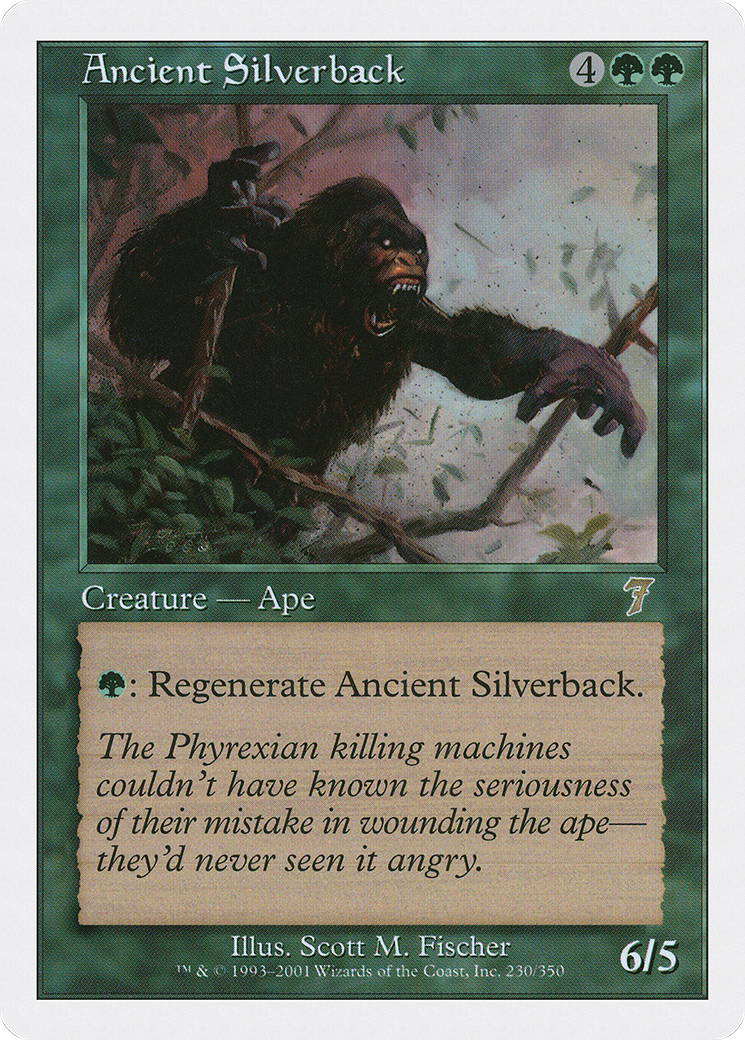 Ancient Silverback 4
Creature — Ape 7
: Regenerate Ancient Silverback.
The Phyrexian killing machines
couldn't have known the seriousness
of their mistake in wounding the ape—
they'd never seen it angry.
Illus. Scott M. Fischer
™ & © 1993–2001 Wizards of the Coast, Inc. 230/350
6/5